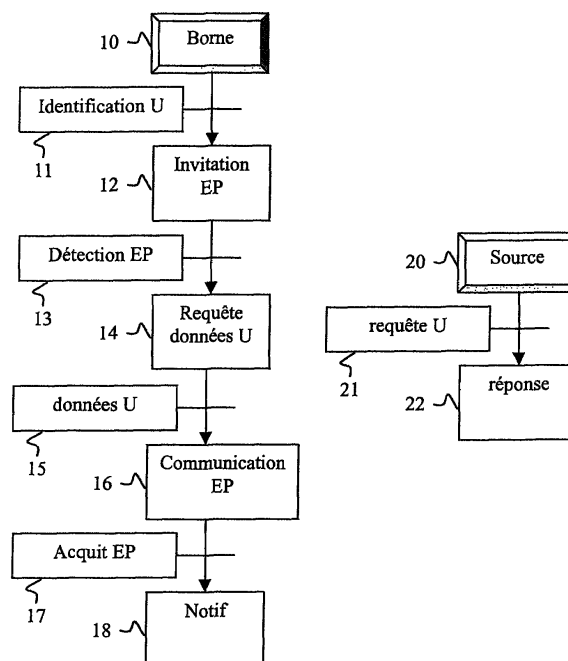 10
Borne
Identification U
11
12
Invitation
EP
Détection EP
13
14
Requête
données U
données U
15
16
Communication
EP
Acquit EP
17
18
Notif
20
Source
requête U
21
22
réponse